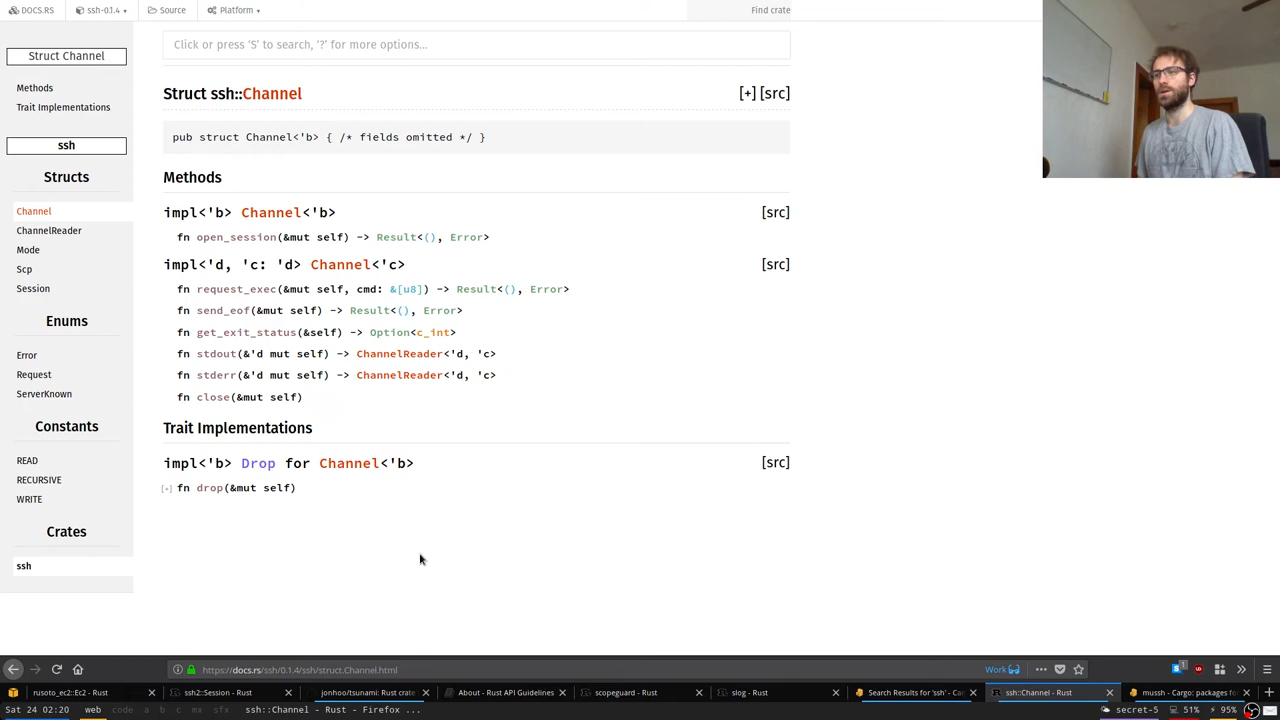 DOCS.RS ssh-0.1.4 Source Platform Find crate
Click or press ‘S’ to search, ‘?’ for more options…
Struct Channel
Methods
Trait Implementations
ssh
Structs
Channel
ChannelReader
Mode
Scp
Session
Enums
Error
Request
ServerKnown
Constants
READ
RECURSIVE
WRITE
Crates
ssh
Struct ssh::Channel [+] [src]
pub struct Channel<'b> { /* fields omitted */ }
Methods
impl<'b> Channel<'b> [src]
fn open_session(&mut self) -> Result<(), Error>
impl<'d, 'c: 'd> Channel<'c> [src]
fn request_exec(&mut self, cmd: &[u8]) -> Result<(), Error>
fn send_eof(&mut self) -> Result<(), Error>
fn get_exit_status(&self) -> Option<c_int>
fn stdout(&'d mut self) -> ChannelReader<'d, 'c>
fn stderr(&'d mut self) -> ChannelReader<'d, 'c>
fn close(&mut self)
Trait Implementations
impl<'b> Drop for Channel<'b> [src]
[+] fn drop(&mut self)
https://docs.rs/ssh/0.1.4/ssh/struct.Channel.html Work 1
rusoto_ec2::Ec2 - Rust ssh2::Session - Rust jonhoo/tsunami: Rust crate About - Rust API Guidelines scopeguard - Rust slog - Rust Search Results for 'ssh' - Can ssh::Channel - Rust mussh - Cargo: packages for
Sat 24 02:20 web code a b c mx sfx ssh::Channel - Rust - Firefox ... secret-5 51% 95%